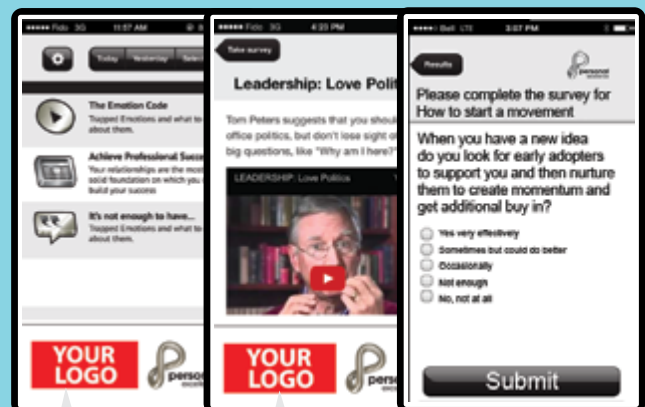 Fido 3G 11:57 AM
Today Yesterday Select
The Emotion Code
Trapped Emotions and what to
about them.
Achieve Professional Succe
Your relationships are the most
solid foundation on which you
build your success
It's not enough to have...
Trapped Emotions and what to
about them.
YOUR
LOGO
perso
Fido 3G 4:23 PM
Take survey
Leadership: Love Polit
Tom Peters suggests that you shoul
office politics, but don't lose sight o
big questions, like "Why am I here?"
LEADERSHIP: Love Politics
YOUR
LOGO
perso
Bell LTE 3:07 PM
Results
personal
Please complete the survey for
How to start a movement
When you have a new idea
do you look for early adopters
to support you and then nurture
them to create momentum and
get additional buy in?
Yes very effectively
Sometimes but could do better
Occasionally
Not enough
No, not at all
Submit